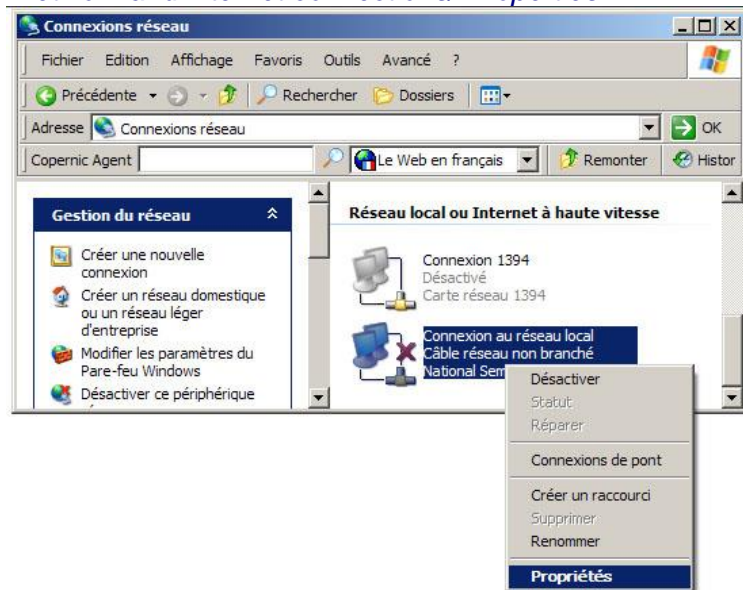 Connexions réseau
Fichier Edition Affichage Favoris Outils Avancé ?
Précédente Rechercher Dossiers
Adresse Connexions réseau OK
Copernic Agent Le Web en français Remonter Histor
Gestion du réseau
Créer une nouvelle
connexion
Créer un réseau domestique
ou un réseau léger
d'entreprise
Modifier les paramètres du
Pare-feu Windows
Désactiver ce périphérique
Réseau local ou Internet à haute vitesse
Connexion 1394
Désactivé
Carte réseau 1394
Connexion au réseau local
Câble réseau non branché
National Sem
Désactiver
Statut
Réparer
Connexions de pont
Créer un raccourci
Supprimer
Renommer
Propriétés